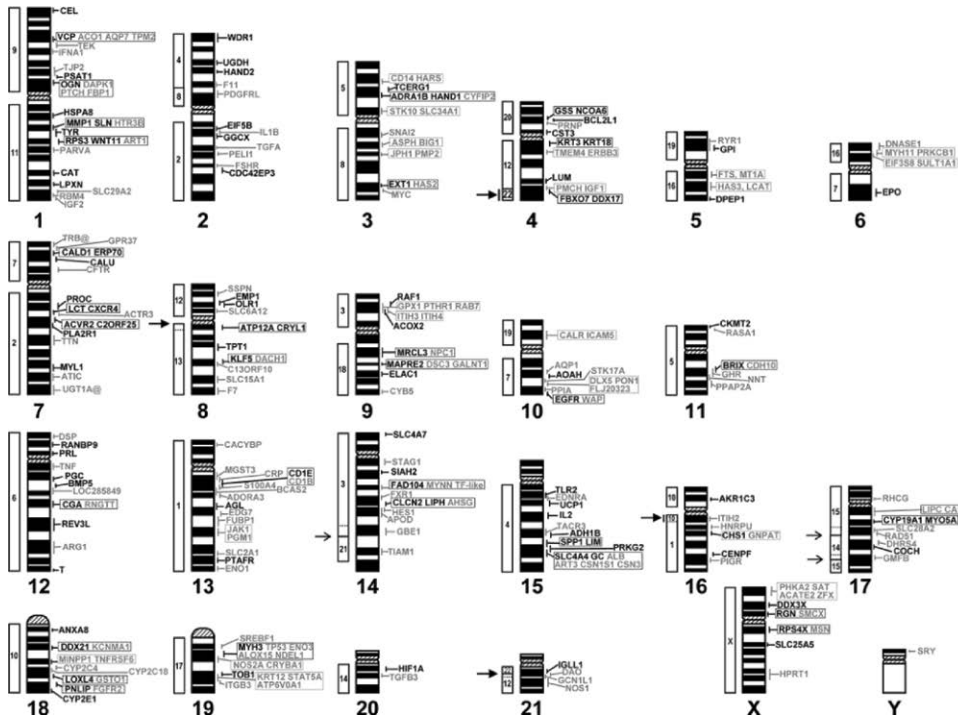 CEL
9
VCP ACO1 AQP7 TPM2
TEK
IFNA1
TJP2
PSAT1
OGN DAPK1
PTCH FBP1
11
HSPA8
MMP1 SLN HTR3B
TYR
RPS3 WNT11 ART1
PARVA
CAT
LPXN
SLC29A2
TRBM4
IGF2
1
WDR1
4
UGDH
HAND2
8
F11
PDGFRL
2
EIF5B
IL1B
GGCX
TGFA
PELI1
FSHR
CDC42EP3
2
5
CD14 HARS
TCERG1
ADRA1B HAND1 CYFIP2
STK10 SLC34A1
8
SNAI2
ASPH BIG1
JPH1 PMP2
EXT1 HAS2
MYC
3
20
GSS NCOA6
BCL2L1
PRNP
CST3
12
KRT3 KRT18
TMEM4 ERBB3
LUM
PMCH IGF1
22
FBXO7 DDX17
4
19
RYR1
GPI
16
FTS, MT1A
HAS3, LCAT
DPEP1
5
16
DNASE1
MYH11 PRKCB1
EIF3S8 SULT1A1
7
EPO
6
7
TRB@
GPR37
CALD1 ERP70
CALU
CFTR
2
PROC
LCT CXCR4
ACTR3
ACVR2 C2ORF25
PLA2R1
TTN
MYL1
ATIC
UGT1A@
7
12
SSPN
EMP1
OLR1
SLC6A12
13
ATP12A CRYL1
TPT1
KLF5 DACH1
C13ORF10
SLC15A1
F7
8
3
RAF1
GPX1 PTHR1 RAB7
ITIH3 ITIH4
ACOX2
18
MRCL3 NPC1
MAPRE2 DSC3 GALNT1
ELAC1
CYB5
9
19
CALR ICAM5
7
AQP1
STK17A
AOAH
DLX5 PON1
FLJ20323
PPIA
EGFR WAP
10
5
CKMT2
RASA1
BRIX CDH10
GHR
NNT
PPAP2A
11
6
DSP
RANBP9
PRL
TNF
PGC
BMP5
LOC285849
CGA RNGTT
REV3L
ARG1
T
12
1
CACYBP
MGST3
CRP
CD1E
CD1B
S100A4
BCAS2
ADORA3
AGL
EDG7
FUBP1
JAK1
PGM1
SLC2A1
PTAFR
ENO1
13
3
SLC4A7
STAG1
SIAH2
FAD104 MYNN TF-like
FXR1
CLCN2 LIPH AHSG
HES1
APOD
GBE1
21
TIAM1
14
4
TLR2
EDNRA
UCP1
IL2
TACR3
ADH1B
SPP1 LIM
PRKG2
SLC4A4 GC ALB
ART3 CSN1S1 CSN3
15
10
AKR1C3
10
ITIH2
HNRPU
1
CHS1 GNPAT
CENPF
PIGR
16
15
RHCG
LIPC CA
CYP19A1 MYO5A
SLC28A2
14
RAD51
DHRS4
COCH
15
GMFB
17
10
ANXA8
DDX21 KCNMA1
MINPP1 TNFRSF6
CYP2C4
CYP2C18
LOXL4 GSTO1
PNLIP FGFR2
CYP2E1
18
17
SREBF1
MYH3 TP53 ENO3
ALOX15 NDEL1
NOS2A CRYBA1
TOB1 KRT12 STAT5A
ITGB3 ATP6V0A1
19
14
HIF1A
TGFB3
20
12
IGLL1
DAO
GCN1L1
NOS1
21
X
PHKA2 SAT
ACATE2 ZFX
DDX3X
RGN SMCX
RPS4X MSN
SLC25A5
HPRT1
X
SRY
Y